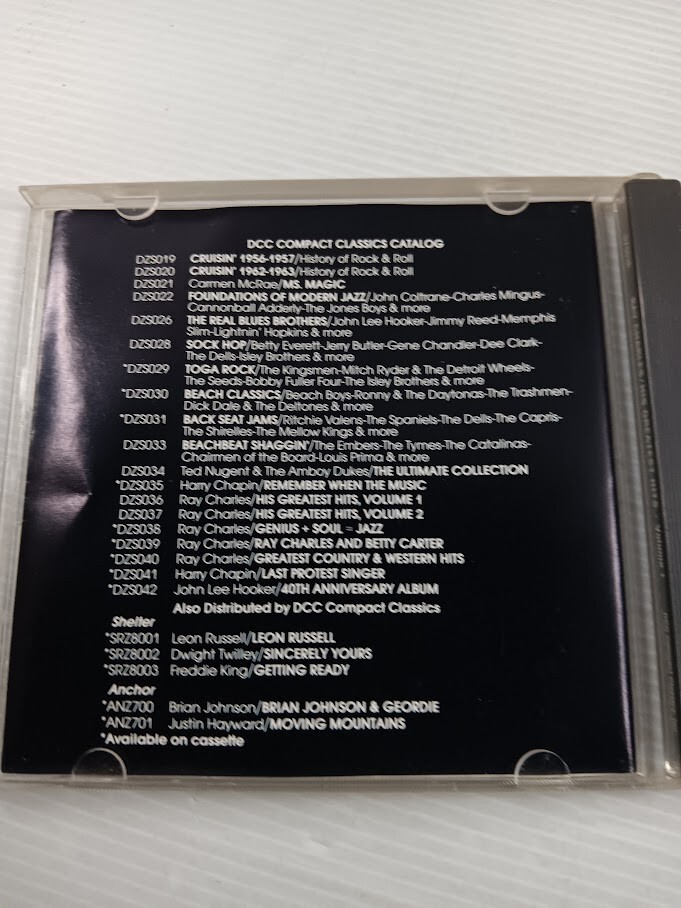 DCC COMPACT CLASSICS CATALOG
DZS019 CRUISIN' 1956-1957/History of Rock & Roll
DZS020 CRUISIN' 1962-1963/History of Rock & Roll
DZS021 Carmen McRae/MS. MAGIC
DZS022 FOUNDATIONS OF MODERN JAZZ/John Coltrane-Charles Mingus-
Cannonball Adderly-The Jones Boys & more
DZS026 THE REAL BLUES BROTHERS/John Lee Hooker-Jimmy Reed-Memphis
Slim-Lightnin' Hopkins & more
DZS028 SOCK HOP/Betty Everett-Jerry Butler-Gene Chandler-Dee Clark-
The Dells-Isley Brothers & more
*DZS029 TOGA ROCK/The Kingsmen-Mitch Ryder & The Detroit Wheels-
The Seeds-Bobby Fuller Four-The Isley Brothers & more
*DZS030 BEACH CLASSICS/Beach Boys-Ronny & The Daytonas-The Trashmen-
Dick Dale & The Deltones & more
*DZS031 BACK SEAT JAMS/Ritchie Valens-The Spaniels-The Dells-The Capris-
The Shirelles-The Mellow Kings & more
DZS033 BEACHBEAT SHAGGIN'/The Embers-The Tymes-The Catalinas-
Chairmen of the Board-Louis Prima & more
DZS034 Ted Nugent & The Amboy Dukes/THE ULTIMATE COLLECTION
*DZS035 Harry Chapin/REMEMBER WHEN THE MUSIC
DZS036 Ray Charles/HIS GREATEST HITS, VOLUME 1
DZS037 Ray Charles/HIS GREATEST HITS, VOLUME 2
*DZS038 Ray Charles/GENIUS + SOUL = JAZZ
*DZS039 Ray Charles/RAY CHARLES AND BETTY CARTER
*DZS040 Ray Charles/GREATEST COUNTRY & WESTERN HITS
*DZS041 Harry Chapin/LAST PROTEST SINGER
*DZS042 John Lee Hooker/40TH ANNIVERSARY ALBUM
Also Distributed by DCC Compact Classics
Shelter
*SRZ8001 Leon Russell/LEON RUSSELL
*SRZ8002 Dwight Twilley/SINCERELY YOURS
*SRZ8003 Freddie King/GETTING READY
Anchor
*ANZ700 Brian Johnson/BRIAN JOHNSON & GEORDIE
*ANZ701 Justin Hayward/MOVING MOUNTAINS
*Available on cassette